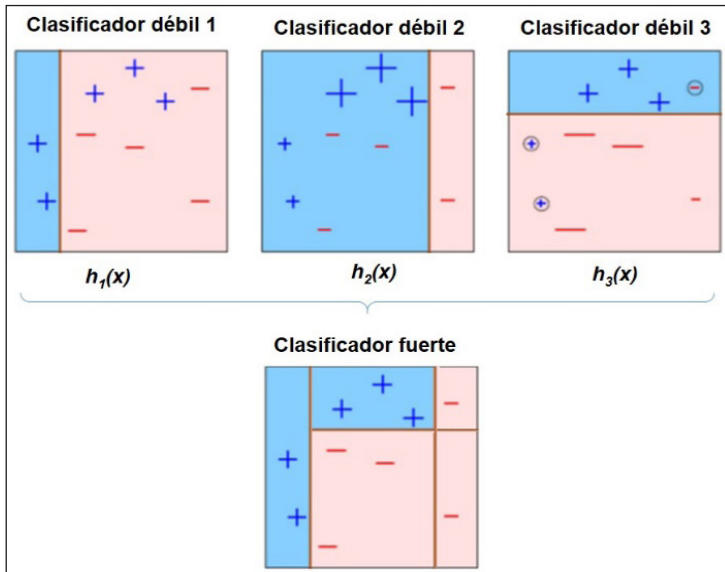 Clasificador débil 1
Clasificador débil 2
Clasificador débil 3
h1(x)
h2(x)
h3(x)
Clasificador fuerte